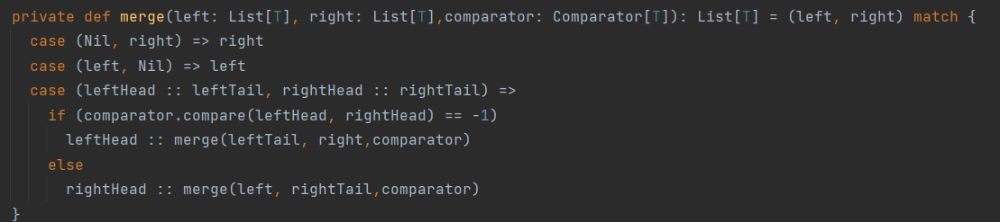 private def merge(left: List[T], right: List[T],comparator: Comparator[T]): List[T] = (left, right) match {
  case (Nil, right) => right
  case (left, Nil) => left
  case (leftHead :: leftTail, rightHead :: rightTail) =>
    if (comparator.compare(leftHead, rightHead) == -1)
      leftHead :: merge(leftTail, right,comparator)
    else
      rightHead :: merge(left, rightTail,comparator)
}